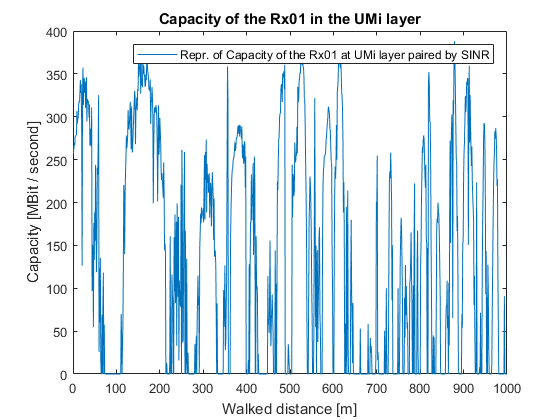 Capacity of the Rx01 in the UMi layer
400
Repr. of Capacity of the Rx01 at UMi layer paired by SINR
350
300
250
200
150
100
50
0
Capacity [MBit / second]
0 100 200 300 400 500 600 700 800 900 1000
Walked distance [m]